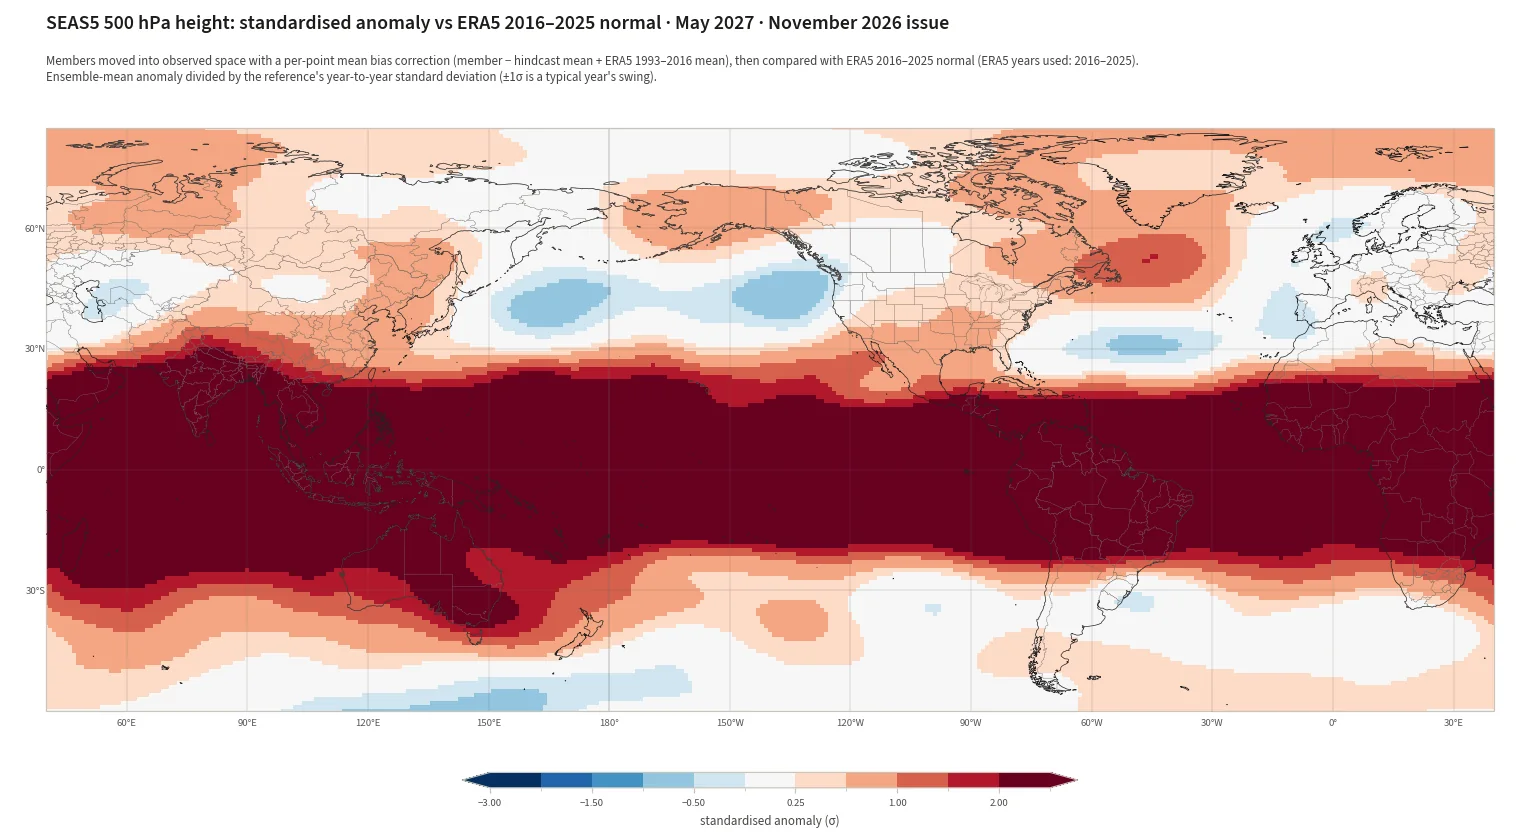 SEAS5 500 hPa height: standardised anomaly vs ERA5 2016–2025 normal · May 2027 · November 2026 issue
Members moved into observed space with a per-point mean bias correction (member − hindcast mean + ERA5 1993–2016 mean), then compared with ERA5 2016–2025 normal (ERA5 years used: 2016–2025).
Ensemble-mean anomaly divided by the reference's year-to-year standard deviation (±1σ is a typical year's swing).
60°N
30°N
0°
30°S
60°E 90°E 120°E 150°E 180° 150°W 120°W 90°W 60°W 30°W 0° 30°E
−3.00 −1.50 −0.50 0.25 1.00 2.00
standardised anomaly (σ)